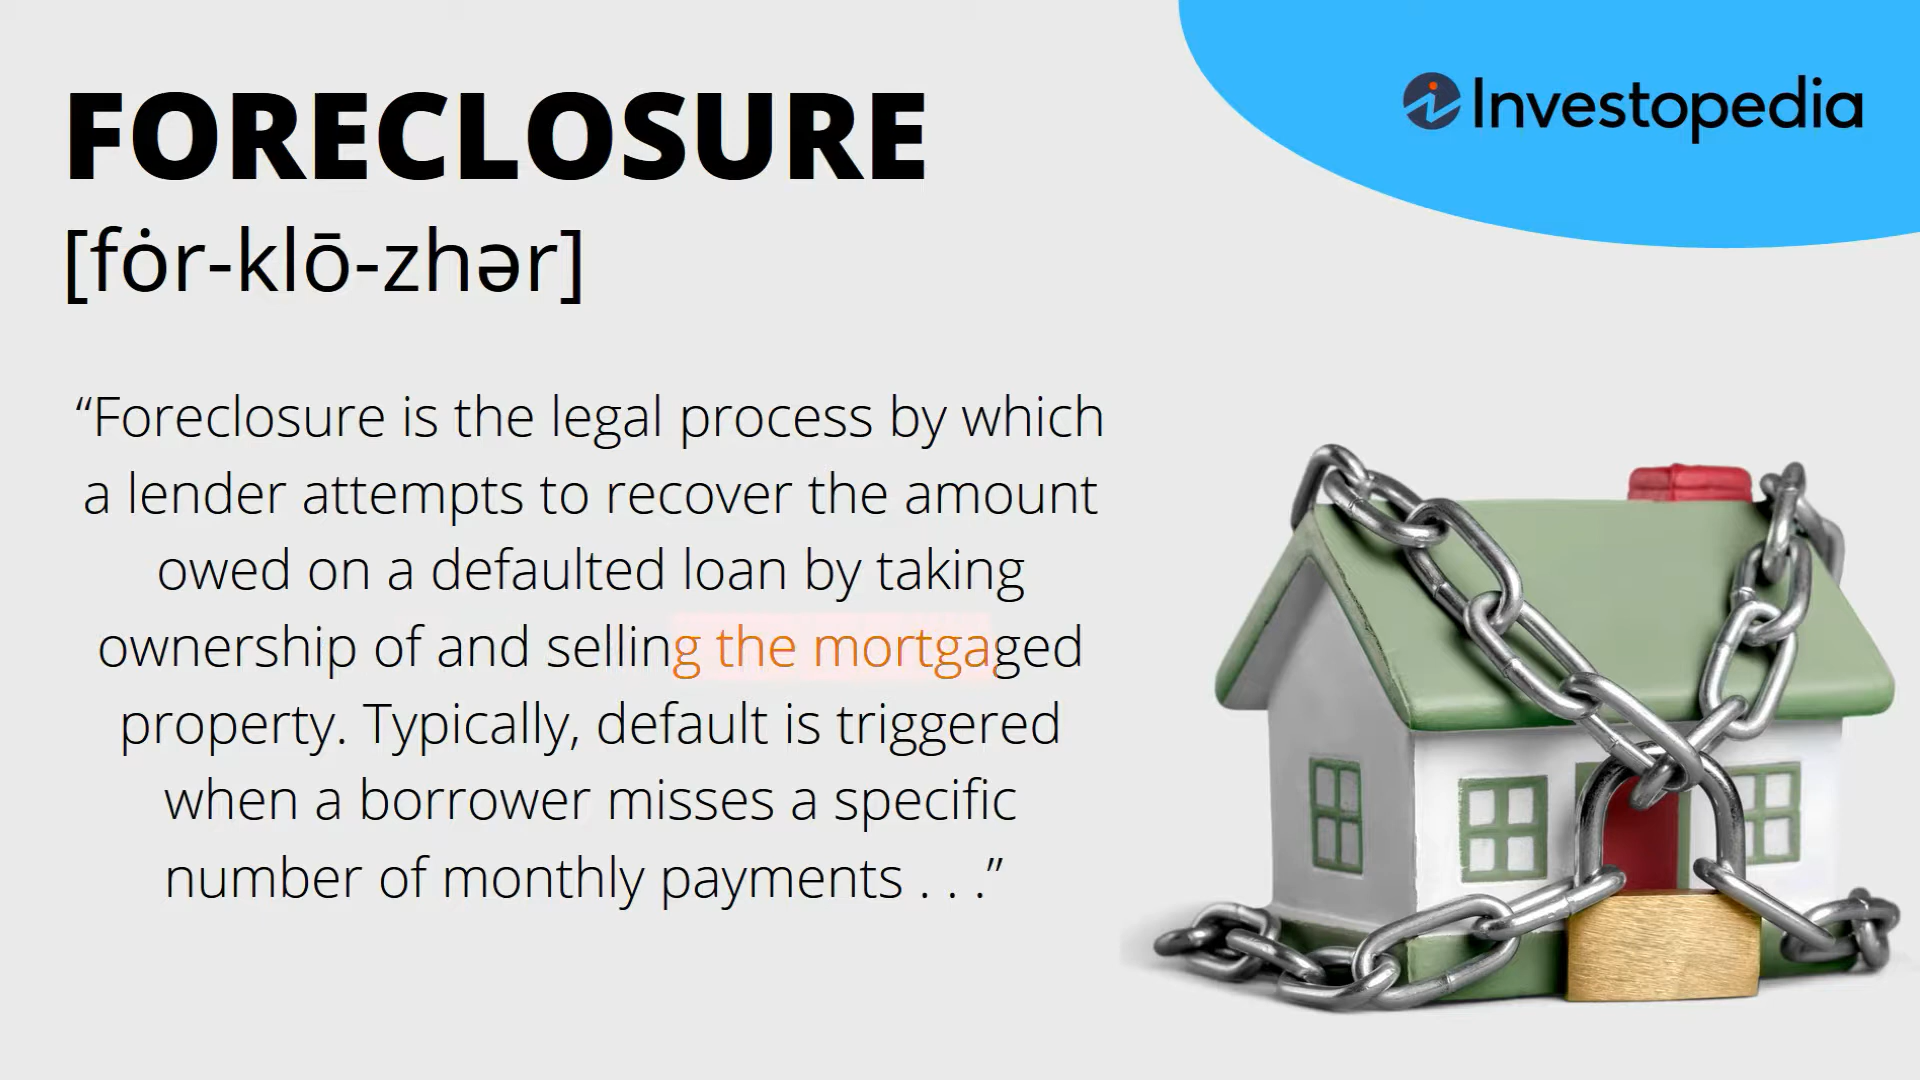 FORECLOSURE
Investopedia
[fȯr-klō-zhər]
“Foreclosure is the legal process by which
a lender attempts to recover the amount
owed on a defaulted loan by taking
ownership of and selling the mortgaged
property. Typically, default is triggered
when a borrower misses a specific
number of monthly payments . . .”